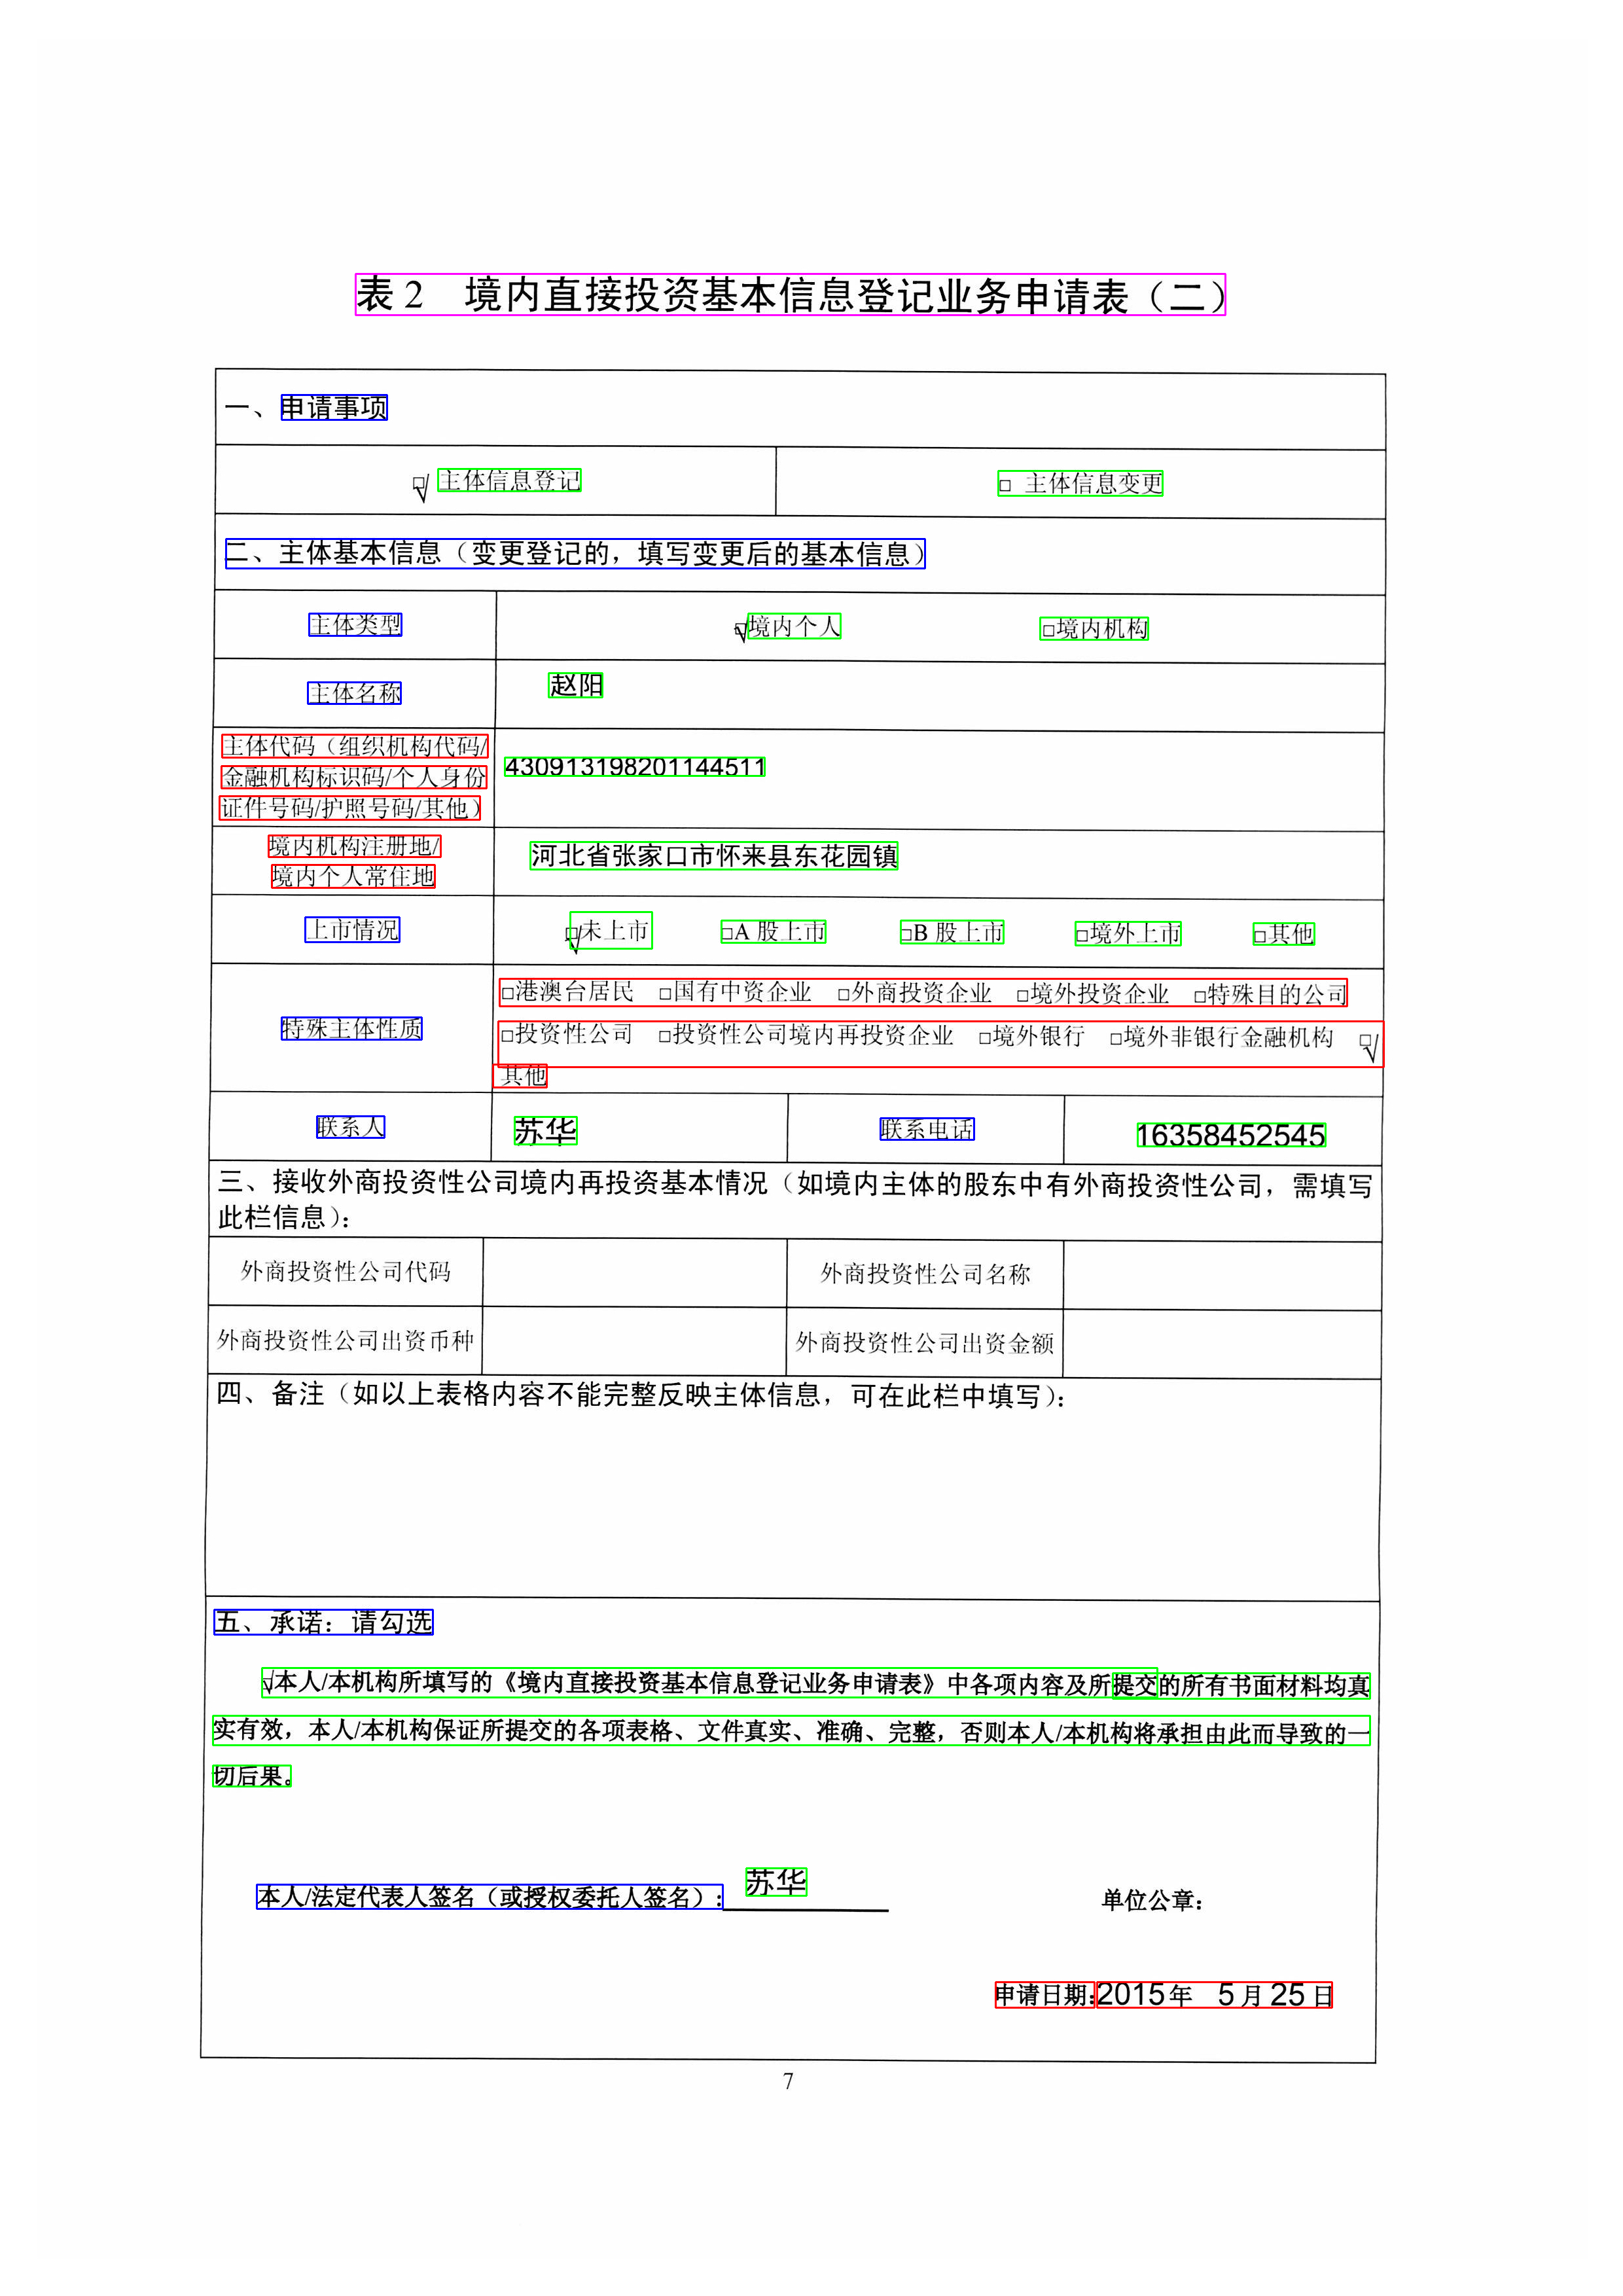 表 2 境内直接投资基本信息登记业务申请表（二）
一、申请事项
□√ 主体信息登记 □ 主体信息变更
二、主体基本信息（变更登记的，填写变更后的基本信息）
主体类型 □√境内个人 □境内机构
主体名称 赵阳
主体代码（组织机构代码/
金融机构标识码/个人身份
证件号码/护照号码/其他）
430913198201144511
境内机构注册地/
境内个人常住地
河北省张家口市怀来县东花园镇
上市情况 □√未上市 □A 股上市 □B 股上市 □境外上市 □其他
特殊主体性质
□港澳台居民 □国有中资企业 □外商投资企业 □境外投资企业 □特殊目的公司
□投资性公司 □投资性公司境内再投资企业 □境外银行 □境外非银行金融机构 □√
其他
联系人 苏华 联系电话 16358452545
三、接收外商投资性公司境内再投资基本情况（如境内主体的股东中有外商投资性公司，需填写
此栏信息）：
外商投资性公司代码 外商投资性公司名称
外商投资性公司出资币种 外商投资性公司出资金额
四、备注（如以上表格内容不能完整反映主体信息，可在此栏中填写）：
五、承诺：请勾选
□√本人/本机构所填写的《境内直接投资基本信息登记业务申请表》中各项内容及所提交的所有书面材料均真
实有效，本人/本机构保证所提交的各项表格、文件真实、准确、完整，否则本人/本机构将承担由此而导致的一
切后果。
本人/法定代表人签名（或授权委托人签名）： 苏华 单位公章：
申请日期：2015年 5月25日
7